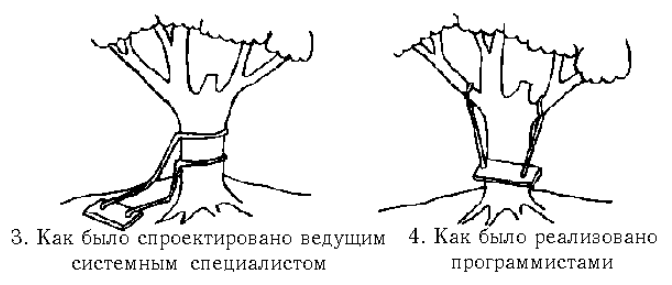 3. Как было спроектировано ведущим
системным специалистом
4. Как было реализовано
программистами